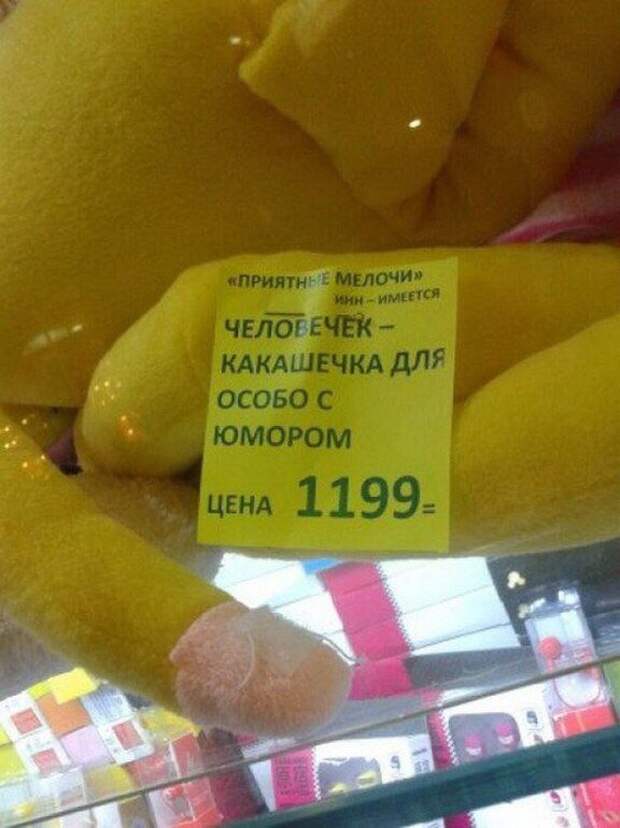 «ПРИЯТНЫЕ МЕЛОЧИ»
ИНН – ИМЕЕТСЯ
ЧЕЛОВЕЧЕК –
КАКАШЕЧКА ДЛЯ
ОСОБО С
ЮМОРОМ
ЦЕНА 1199=